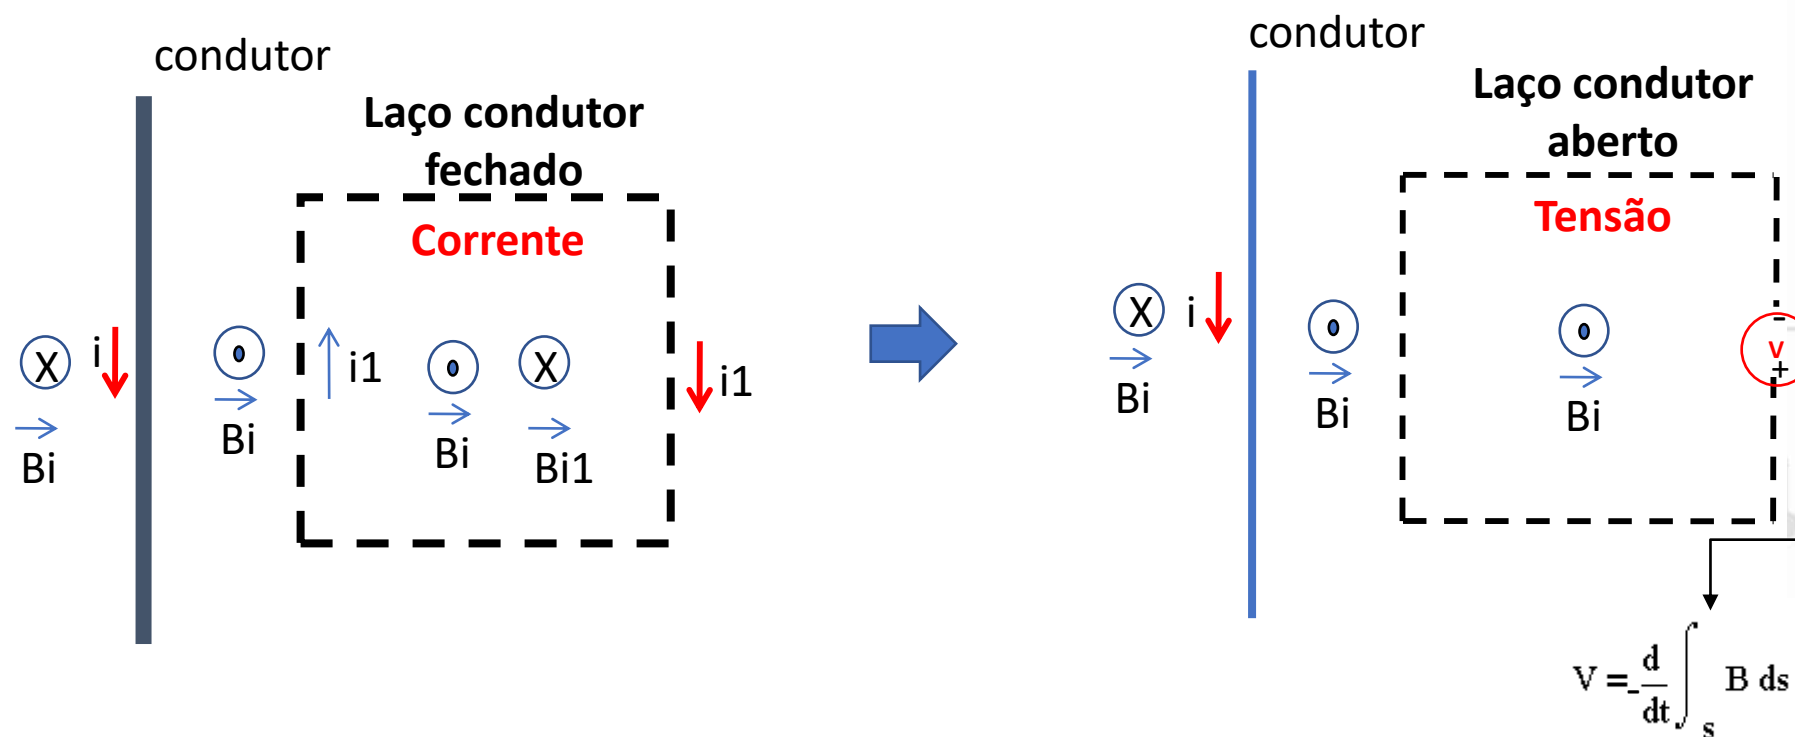 condutor
Laço condutor
fechado
Corrente
X
i
Bi
Bi
i1
Bi
X
Bi1
i1
condutor
Laço condutor
aberto
Tensão
X
i
Bi
Bi
Bi
-
V
+
V = - d/dt ∫ s B ds